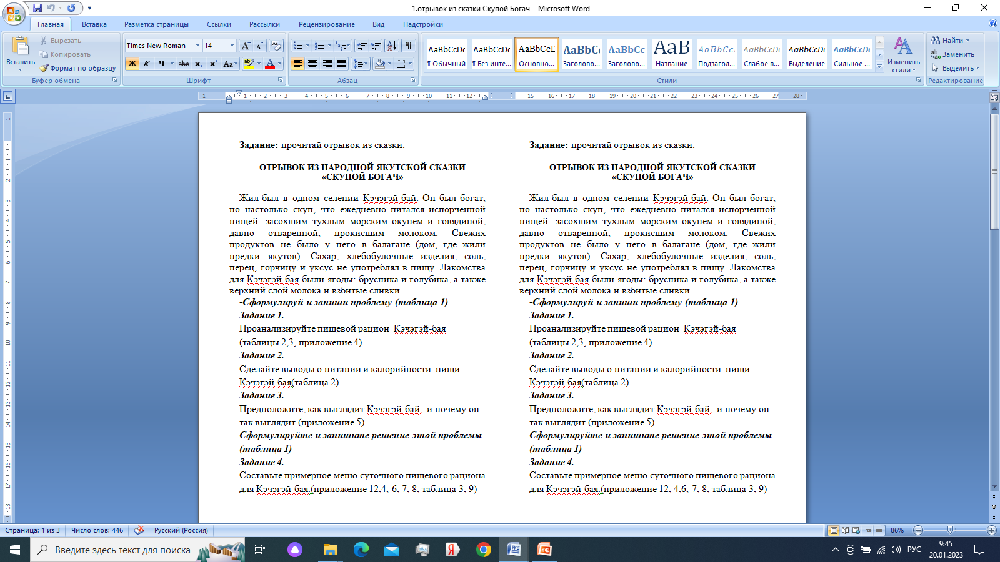 1.отрывок из сказки Скупой Богач - Microsoft Word
Главная Вставка Разметка страницы Ссылки Рассылки Рецензирование Вид Надстройки
Вставить
Вырезать
Копировать
Формат по образцу
Буфер обмена
Times New Roman 14
Ж К Ч abc x₂ x² Aa
Шрифт
Абзац
AaBbCcDc AaBbCcDc AaBbCcD AaBbCc AaBbCc AaB AaBbCc. AaBbCcDc AaBbCcDc AaBbCcDc
¶ Обычный ¶ Без инте... Основно... Заголово... Заголово... Название Подзагол... Слабое в... Выделение Сильное ...
Изменить стили
Стили
Найти
Заменить
Выделить
Редактирование
Задание: прочитай отрывок из сказки.
ОТРЫВОК ИЗ НАРОДНОЙ ЯКУТСКОЙ СКАЗКИ
«СКУПОЙ БОГАЧ»
Жил-был в одном селении Кэчэгэй-бай. Он был богат,
но настолько скуп, что ежедневно питался испорченной
пищей: засохшим тухлым морским окунем и говядиной,
давно отваренной, прокисшим молоком. Свежих
продуктов не было у него в балагане (дом, где жили
предки якутов). Сахар, хлебобулочные изделия, соль,
перец, горчицу и уксус не употреблял в пищу. Лакомства
для Кэчэгэй-бая были ягоды: брусника и голубика, а также
верхний слой молока и взбитые сливки.
-Сформулируй и запиши проблему (таблица 1)
Задание 1.
Проанализируйте пищевой рацион Кэчэгэй-бая
(таблицы 2,3, приложение 4).
Задание 2.
Сделайте выводы о питании и калорийности пищи
Кэчэгэй-бая(таблица 2).
Задание 3.
Предположите, как выглядит Кэчэгэй-бай, и почему он
так выглядит (приложение 5).
Сформулируйте и запишите решение этой проблемы
(таблица 1)
Задание 4.
Составьте примерное меню суточного пищевого рациона
для Кэчэгэй-бая.(приложение 12,4, 6, 7, 8, таблица 3, 9)
Задание: прочитай отрывок из сказки.
ОТРЫВОК ИЗ НАРОДНОЙ ЯКУТСКОЙ СКАЗКИ
«СКУПОЙ БОГАЧ»
Жил-был в одном селении Кэчэгэй-бай. Он был богат,
но настолько скуп, что ежедневно питался испорченной
пищей: засохшим тухлым морским окунем и говядиной,
давно отваренной, прокисшим молоком. Свежих
продуктов не было у него в балагане (дом, где жили
предки якутов). Сахар, хлебобулочные изделия, соль,
перец, горчицу и уксус не употреблял в пищу. Лакомства
для Кэчэгэй-бая были ягоды: брусника и голубика, а также
верхний слой молока и взбитые сливки.
-Сформулируй и запиши проблему (таблица 1)
Задание 1.
Проанализируйте пищевой рацион Кэчэгэй-бая
(таблицы 2,3, приложение 4).
Задание 2.
Сделайте выводы о питании и калорийности пищи
Кэчэгэй-бая(таблица 2).
Задание 3.
Предположите, как выглядит Кэчэгэй-бай, и почему он
так выглядит (приложение 5).
Сформулируйте и запишите решение этой проблемы
(таблица 1)
Задание 4.
Составьте примерное меню суточного пищевого рациона
для Кэчэгэй-бая.(приложение 12, 4,6, 7, 8, таблица 3, 9)
Страница: 1 из 3 Число слов: 446 Русский (Россия) 86%
Введите здесь текст для поиска
РУС
9:45
20.01.2023